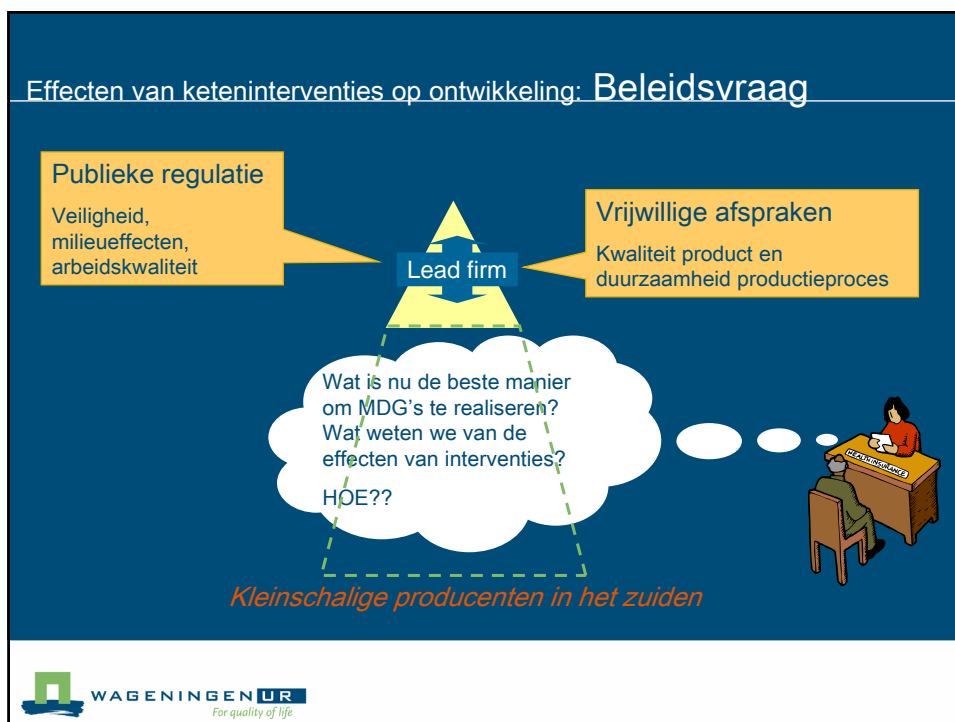 Effecten van keteninterventies op ontwikkeling: Beleidsvraag
Publieke regulatie
Veiligheid,
milieueffecten,
arbeidskwaliteit
Vrijwillige afspraken
Kwaliteit product en
duurzaamheid productieproces
Lead firm
Wat is nu de beste manier
om MDG's te realiseren?
Wat weten we van de
effecten van interventies?
HOE??
HEALTH INSURANCE
Kleinschalige producenten in het zuiden
WAGENINGEN UR
For quality of life